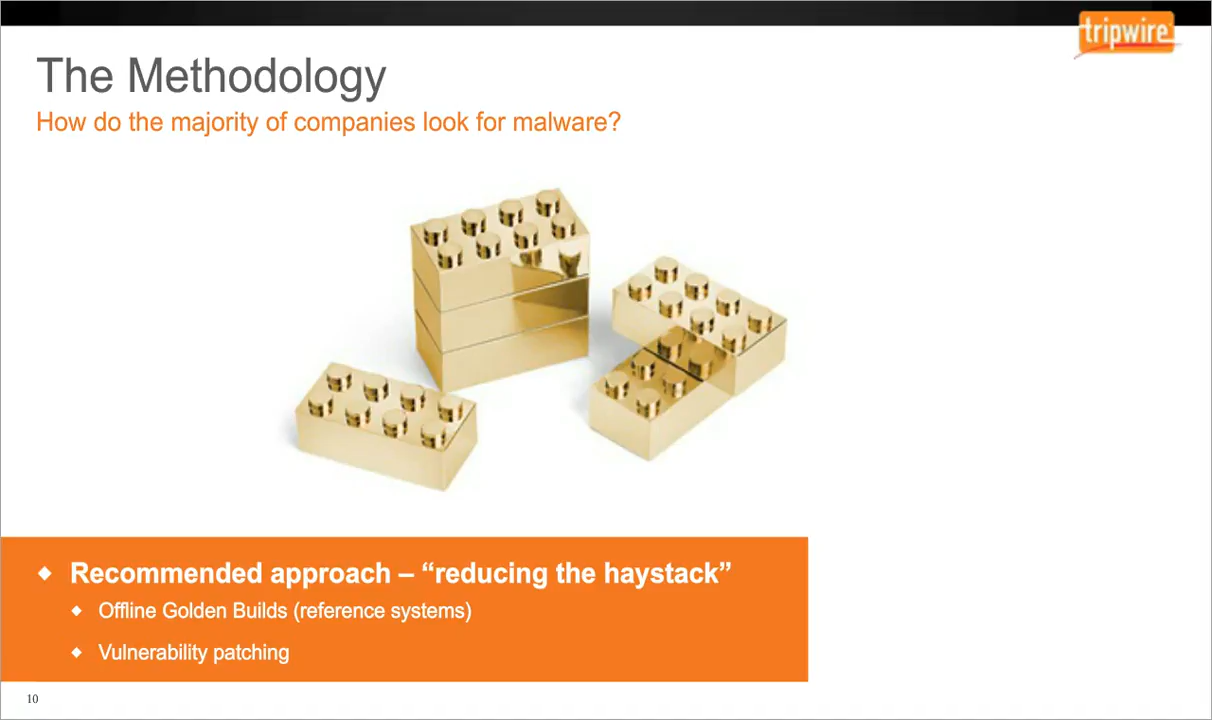 tripwire
The Methodology
How do the majority of companies look for malware?
Recommended approach – “reducing the haystack”
Offline Golden Builds (reference systems)
Vulnerability patching
10